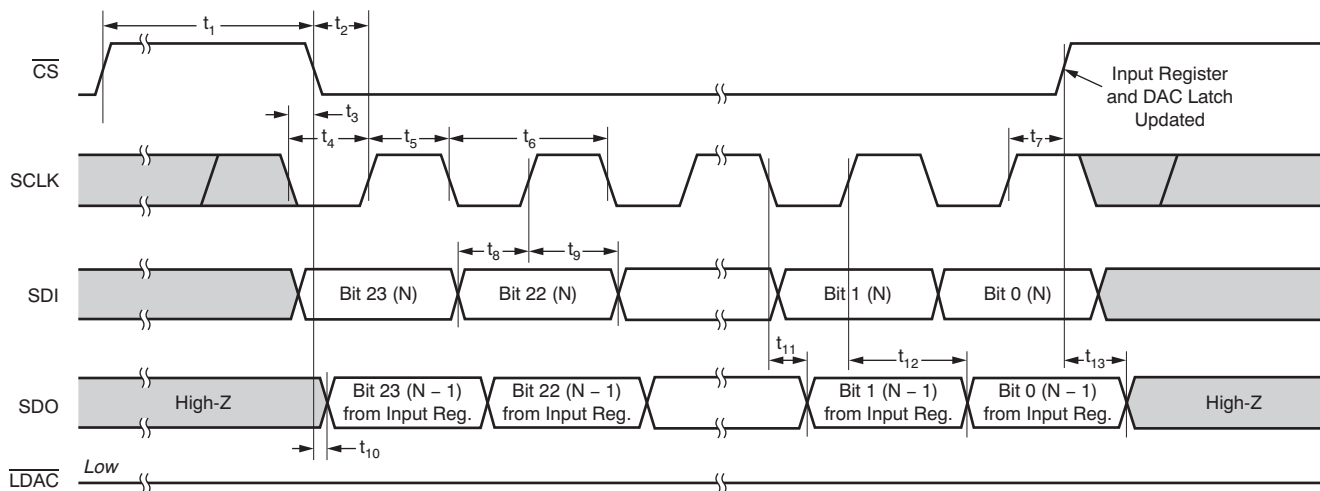 t1 t2
CS
Input Register
and DAC Latch
Updated
t3
t4 t5 t6 t7
SCLK
t8 t9
SDI
Bit 23 (N) Bit 22 (N) Bit 1 (N) Bit 0 (N)
t11 t12 t13
SDO
High-Z
Bit 23 (N – 1)
from Input Reg.
Bit 22 (N – 1)
from Input Reg.
Bit 1 (N – 1)
from Input Reg.
Bit 0 (N – 1)
from Input Reg.
High-Z
t10
LDAC
Low